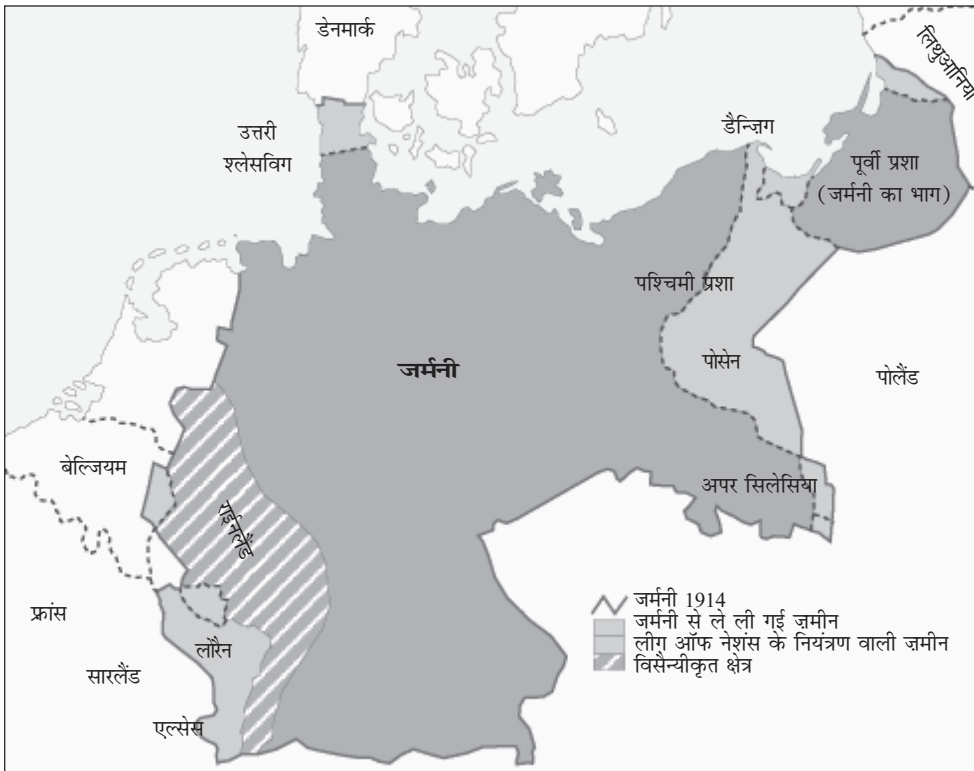 डेनमार्क
लिथुआनिया
उत्तरी
श्लेसविग
डैन्ज़िग
पूर्वी प्रशा
(जर्मनी का भाग)
पश्चिमी प्रशा
जर्मनी
पोसेन
पोलैंड
बेल्जियम
अपर सिलेसिया
राईनलैंड
फ्रांस
लोरैन
सारलैंड
एल्सेस
जर्मनी 1914
जर्मनी से ले ली गई ज़मीन
लीग ऑफ नेशंस के नियंत्रण वाली ज़मीन
विसैन्यीकृत क्षेत्र